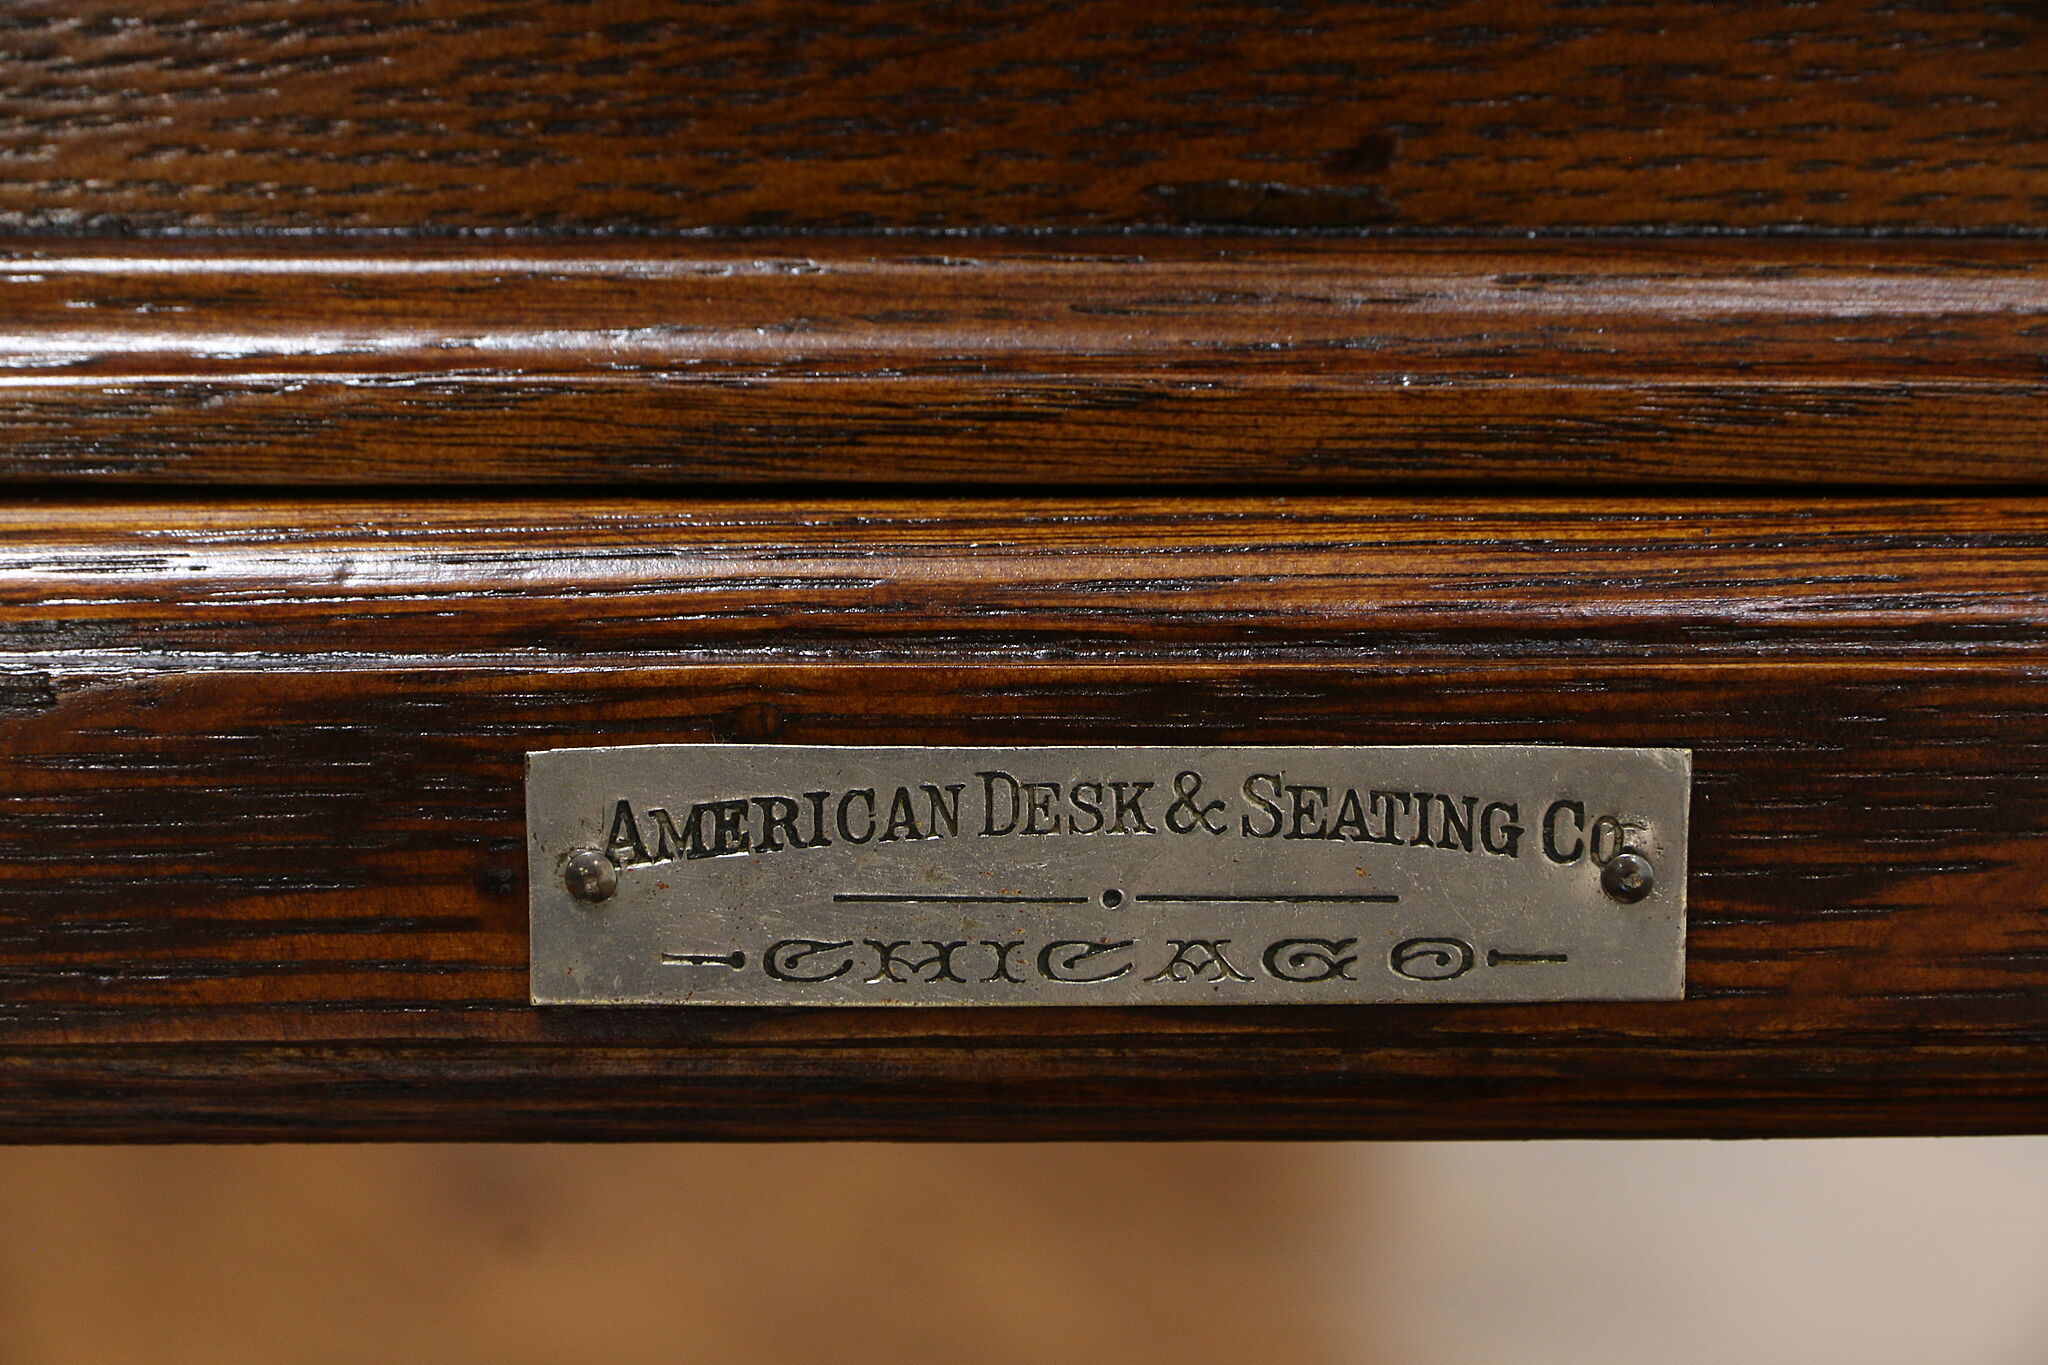 AMERICAN DESK & SEATING CO.
CHICAGO